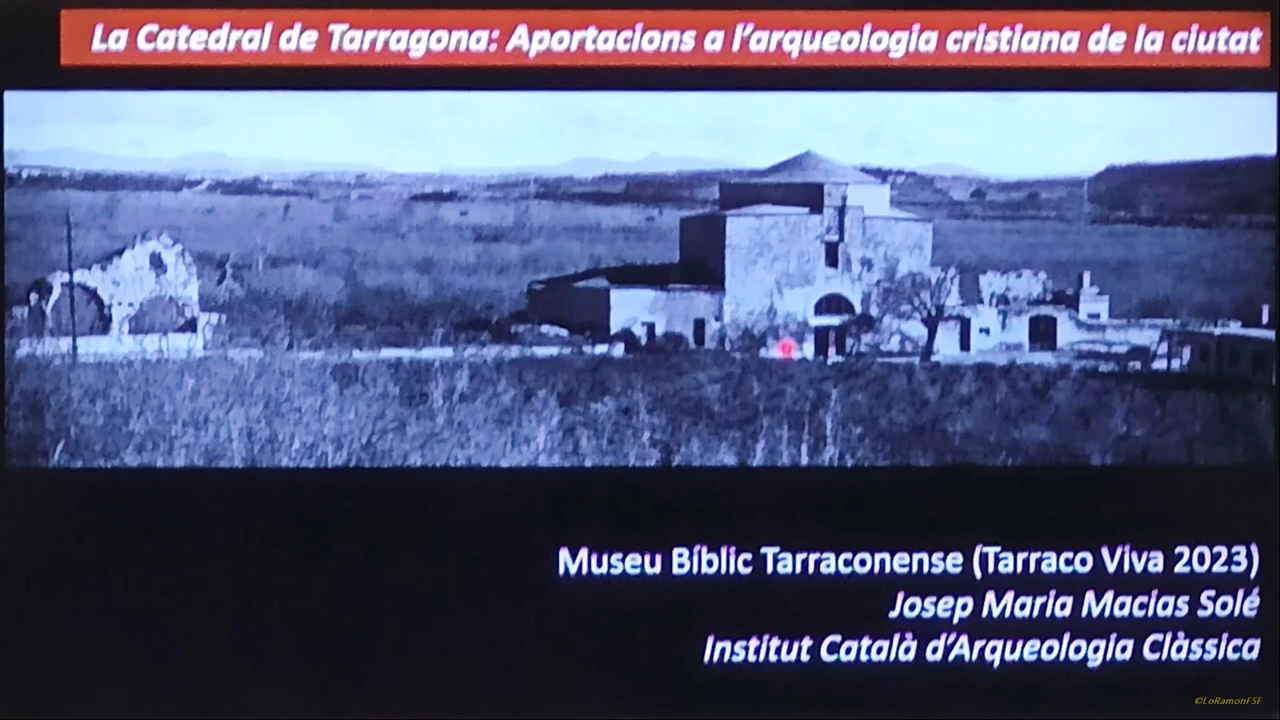 La Catedral de Tarragona: Aportacions a l'arqueologia cristiana de la ciutat
Museu Bíblic Tarraconense (Tarraco Viva 2023)
Josep Maria Macias Solé
Institut Català d'Arqueologia Clàssica
©LoRamonFSF